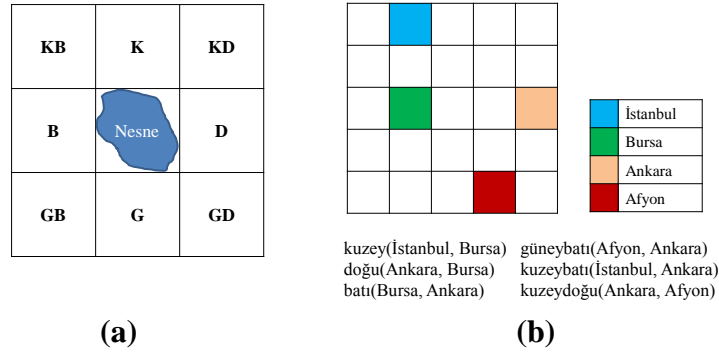 KB K KD
B Nesne D
GB G GD
İstanbul
Bursa
Ankara
Afyon
kuzey(İstanbul, Bursa) güneybatı(Afyon, Ankara)
doğu(Ankara, Bursa) kuzeybatı(İstanbul, Ankara)
batı(Bursa, Ankara) kuzeydoğu(Ankara, Afyon)
(a) (b)